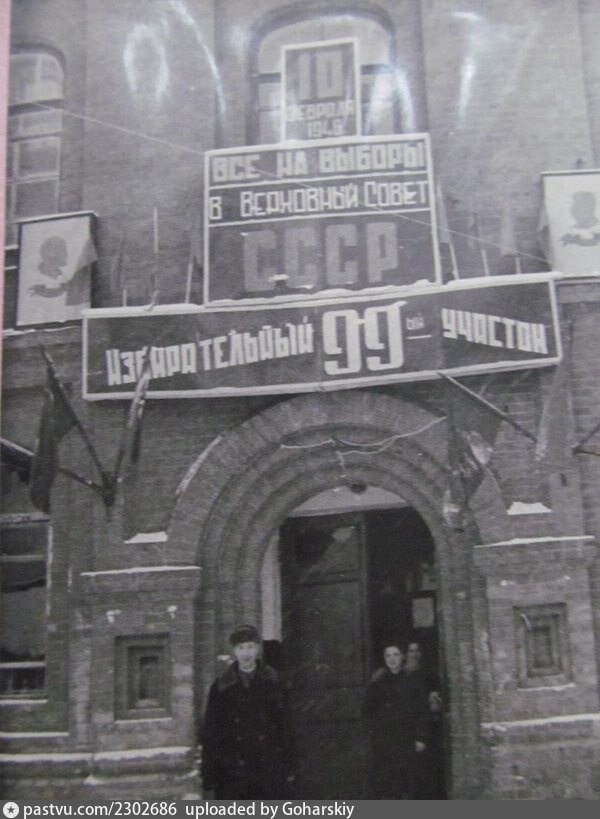 10
ФЕВРАЛЯ
1946
ВСЕ НА ВЫБОРЫ
В ВЕРХОВНЫЙ СОВЕТ
СССР
ИЗБИРАТЕЛЬНЫЙ 99-ЫЙ УЧАСТОК
pastvu.com/2302686 uploaded by Goharskiy